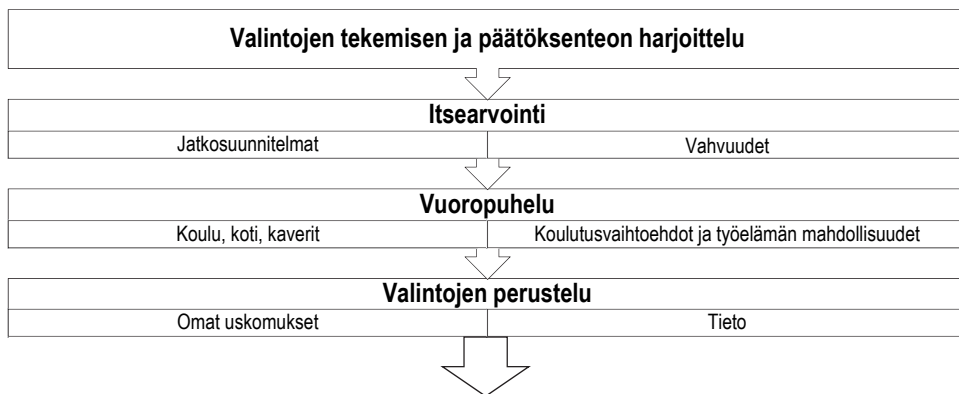 Valintojen tekemisen ja päätöksenteon harjoittelu
Itsearvointi
Jatkosuunnitelmat
Vahvuudet
Vuoropuhelu
Koulu, koti, kaverit
Koulutusvaihtoehdot ja työelämän mahdollisuudet
Valintojen perustelu
Omat uskomukset
Tieto